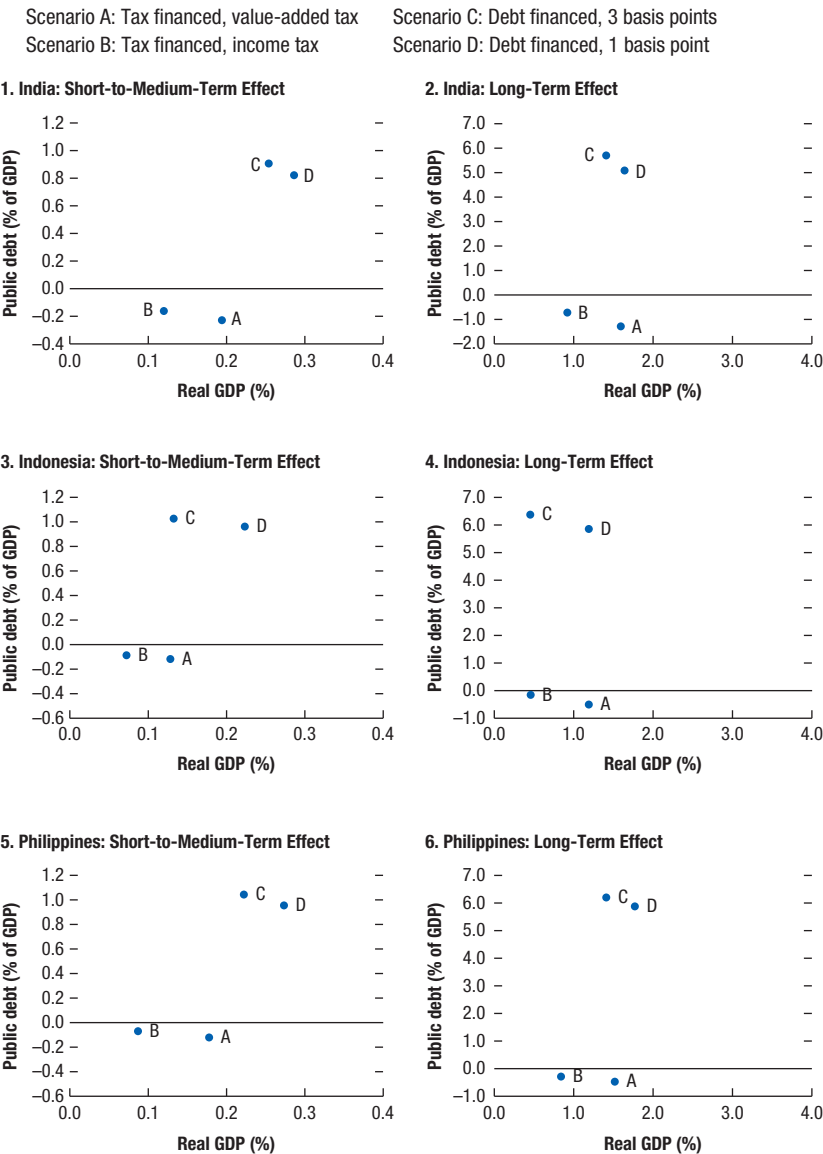 Scenario A: Tax financed, value-added tax
Scenario C: Debt financed, 3 basis points
Scenario B: Tax financed, income tax
Scenario D: Debt financed, 1 basis point
1. India: Short-to-Medium-Term Effect
Public debt (% of GDP)
1.2
1.0
0.8
0.6
0.4
0.2
0.0
–0.2
–0.4
C
D
B
A
0.0 0.1 0.2 0.3 0.4
Real GDP (%)
2. India: Long-Term Effect
Public debt (% of GDP)
7.0
6.0
5.0
4.0
3.0
2.0
1.0
0.0
–1.0
–2.0
C
D
B
A
0.0 1.0 2.0 3.0 4.0
Real GDP (%)
3. Indonesia: Short-to-Medium-Term Effect
Public debt (% of GDP)
1.2
1.0
0.8
0.6
0.4
0.2
0.0
–0.2
–0.4
–0.6
C
D
B
A
0.0 0.1 0.2 0.3 0.4
Real GDP (%)
4. Indonesia: Long-Term Effect
Public debt (% of GDP)
7.0
6.0
5.0
4.0
3.0
2.0
1.0
0.0
–1.0
C
D
B
A
0.0 1.0 2.0 3.0 4.0
Real GDP (%)
5. Philippines: Short-to-Medium-Term Effect
Public debt (% of GDP)
1.2
1.0
0.8
0.6
0.4
0.2
0.0
–0.2
–0.4
–0.6
C
D
B
A
0.0 0.1 0.2 0.3 0.4
Real GDP (%)
6. Philippines: Long-Term Effect
Public debt (% of GDP)
7.0
6.0
5.0
4.0
3.0
2.0
1.0
0.0
–1.0
C
D
B
A
0.0 1.0 2.0 3.0 4.0
Real GDP (%)